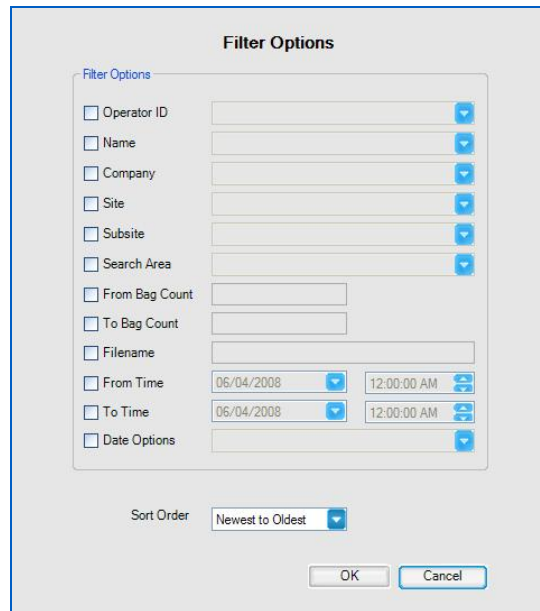 Filter Options
Filter Options
Operator ID
Name
Company
Site
Subsite
Search Area
From Bag Count
To Bag Count
Filename
From Time 06/04/2008 12:00:00 AM
To Time 06/04/2008 12:00:00 AM
Date Options
Sort Order Newest to Oldest
OK Cancel